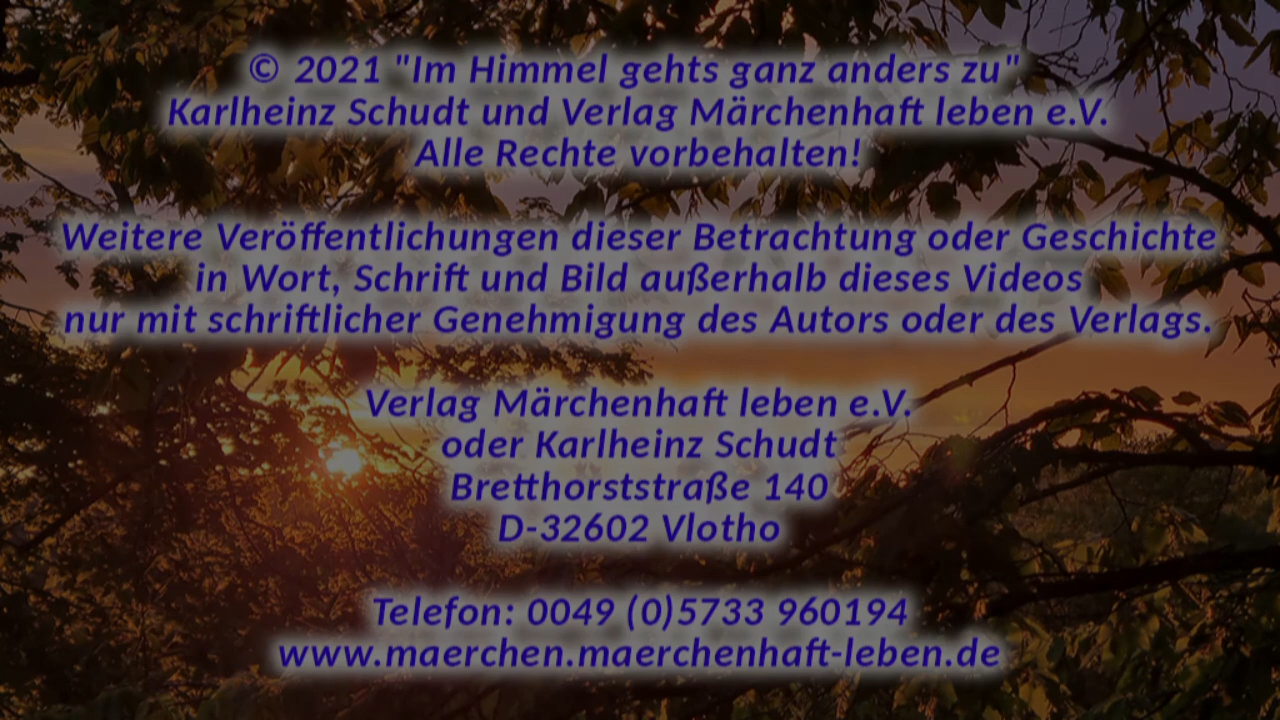 © 2021 "Im Himmel gehts ganz anders zu"
Karlheinz Schudt und Verlag Märchenhaft leben e.V.
Alle Rechte vorbehalten!
Weitere Veröffentlichungen dieser Betrachtung oder Geschichte
in Wort, Schrift und Bild außerhalb dieses Videos
nur mit schriftlicher Genehmigung des Autors oder des Verlags.
Verlag Märchenhaft leben e.V.
oder Karlheinz Schudt
Bretthorststraße 140
D-32602 Vlotho
Telefon: 0049 (0)5733 960194
www.maerchen.maerchenhaft-leben.de